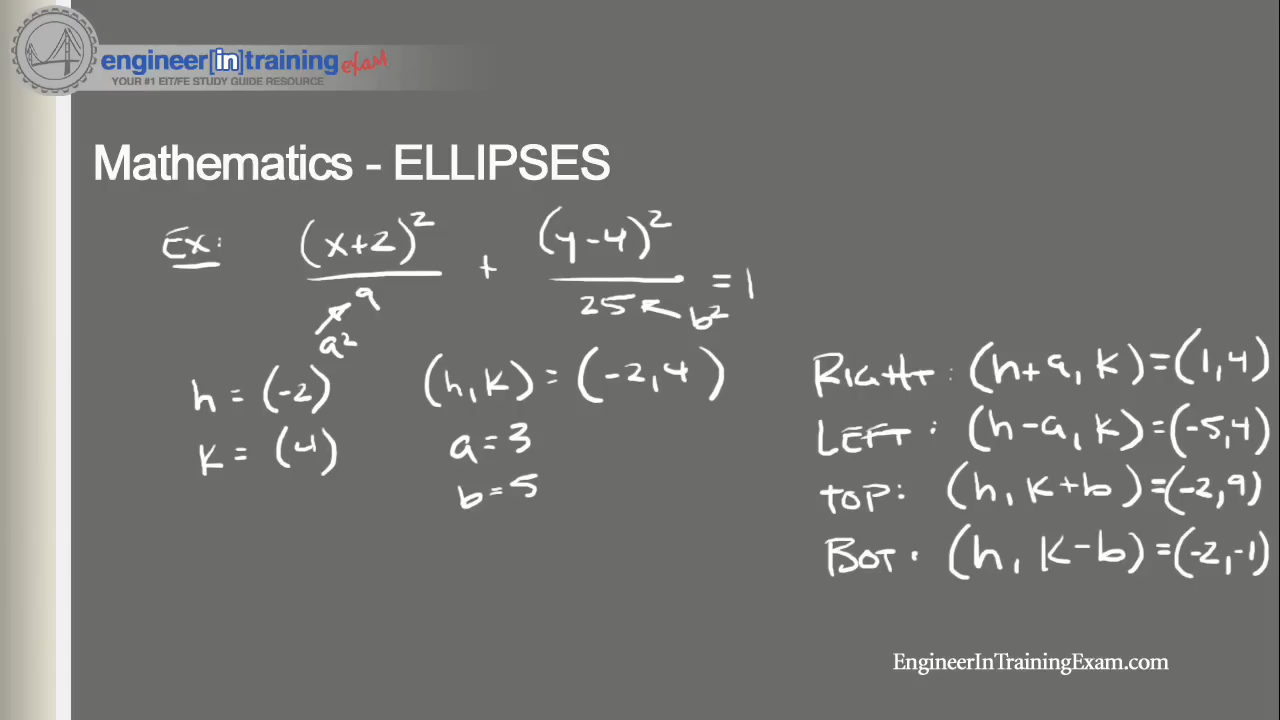 engineer[in]training exam
YOUR #1 EIT/FE STUDY GUIDE RESOURCE
Mathematics - ELLIPSES
Ex: (x+2)² / 9 + (y-4)² / 25 = 1
a² b²
h = (-2)
k = (4)
(h, k) = (-2, 4)
a = 3
b = 5
RIGHT: (h+a, k) = (1, 4)
LEFT: (h-a, k) = (-5, 4)
TOP: (h, k+b) = (-2, 9)
BOT: (h, k-b) = (-2, -1)
EngineerInTrainingExam.com